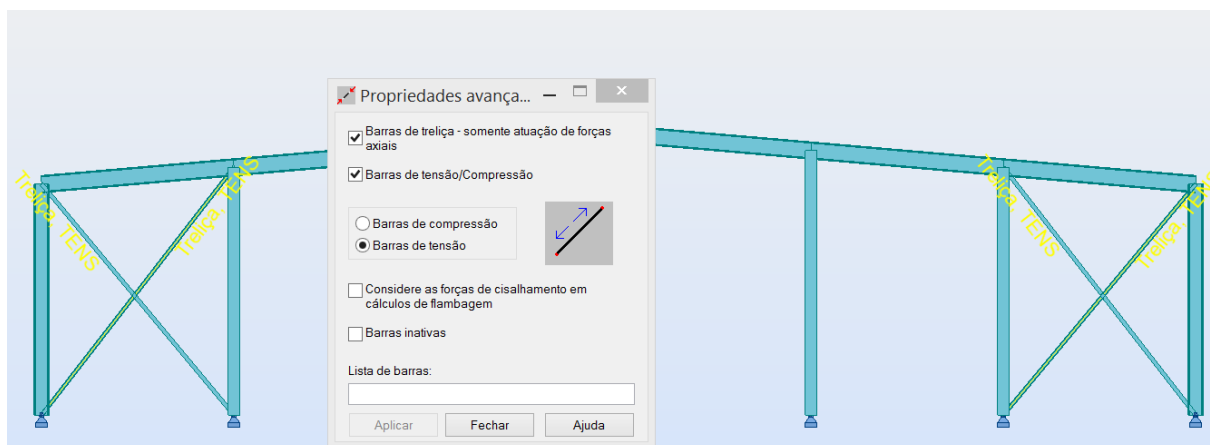 Propriedades avança...
Barras de treliça - somente atuação de forças
axiais
Barras de tensão/Compressão
Barras de compressão
Barras de tensão
Considere as forças de cisalhamento em
cálculos de flambagem
Barras inativas
Lista de barras:
Aplicar Fechar Ajuda
Treliça, TENS
Treliça, TENS
Treliça, TENS
Treliça, TENS